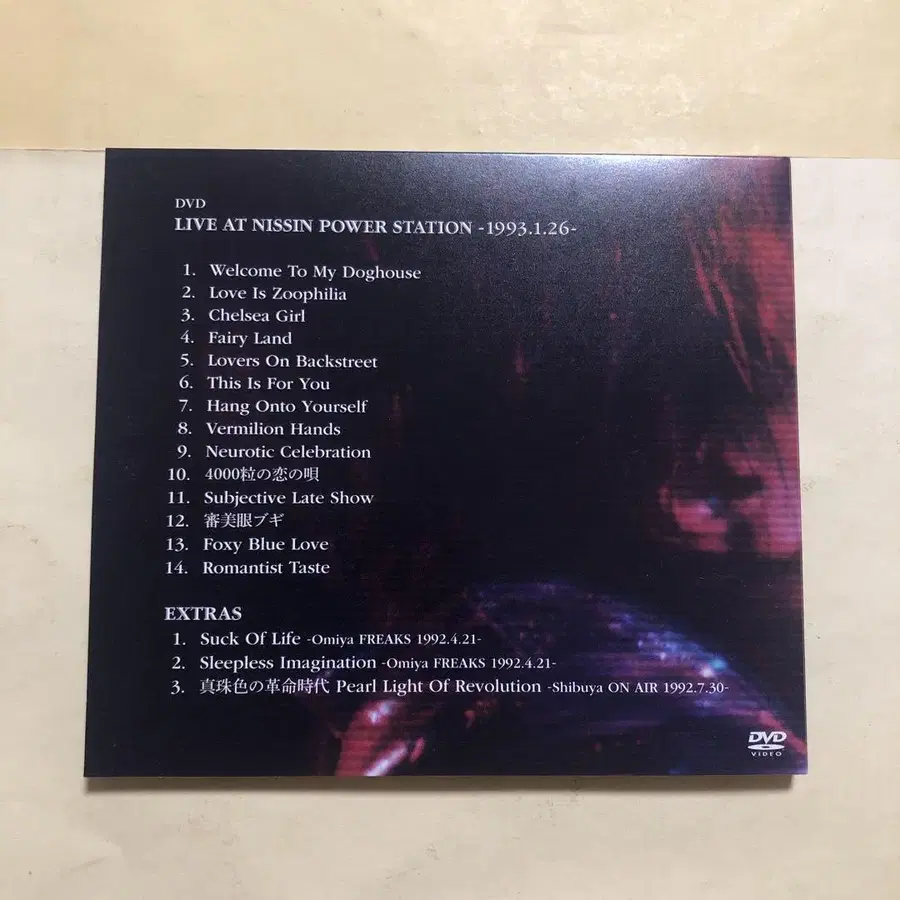 DVD
LIVE AT NISSIN POWER STATION -1993.1.26-
1. Welcome To My Doghouse
2. Love Is Zoophilia
3. Chelsea Girl
4. Fairy Land
5. Lovers On Backstreet
6. This Is For You
7. Hang Onto Yourself
8. Vermilion Hands
9. Neurotic Celebration
10. 4000粒の恋の唄
11. Subjective Late Show
12. 審美眼ブギ
13. Foxy Blue Love
14. Romantist Taste
EXTRAS
1. Suck Of Life -Omiya FREAKS 1992.4.21-
2. Sleepless Imagination -Omiya FREAKS 1992.4.21-
3. 真珠色の革命時代 Pearl Light Of Revolution -Shibuya ON AIR 1992.7.30-
DVD
VIDEO